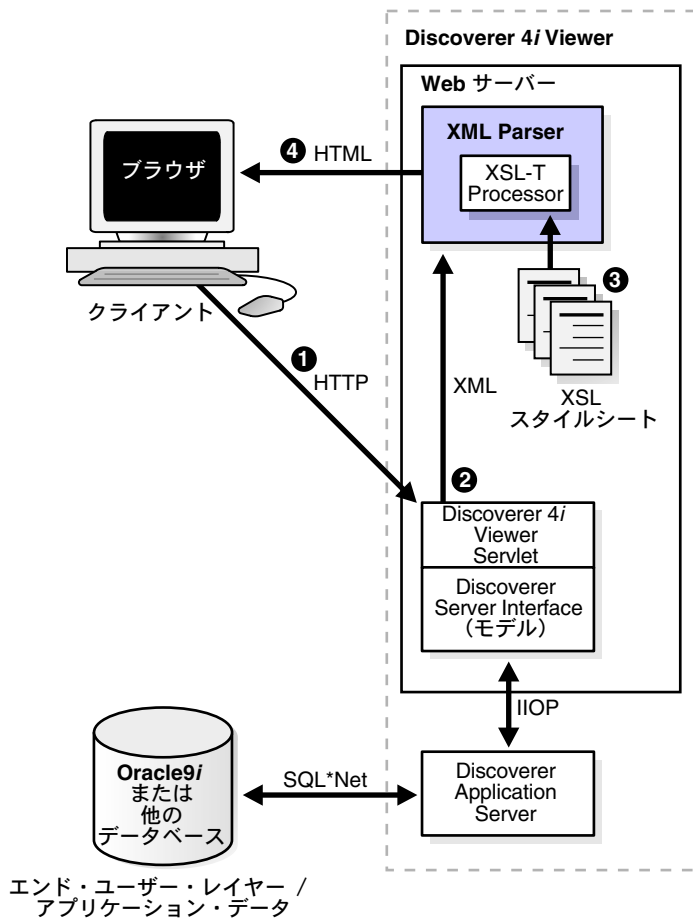 Discoverer 4i Viewer
Web サーバー
XML Parser
XSL-T
Processor
ブラウザ
❹ HTML
クライアント
❸
XSL
スタイルシート
❶
HTTP
XML
❷
Discoverer 4i
Viewer
Servlet
Discoverer
Server Interface
（モデル）
IIOP
Oracle9i
または
他の
データベース
SQL*Net
Discoverer
Application
Server
エンド・ユーザー・レイヤー /
アプリケーション・データ